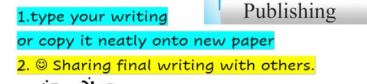 Publishing
1.type your writing
or copy it neatly onto new paper
2. ☺ Sharing final writing with others.